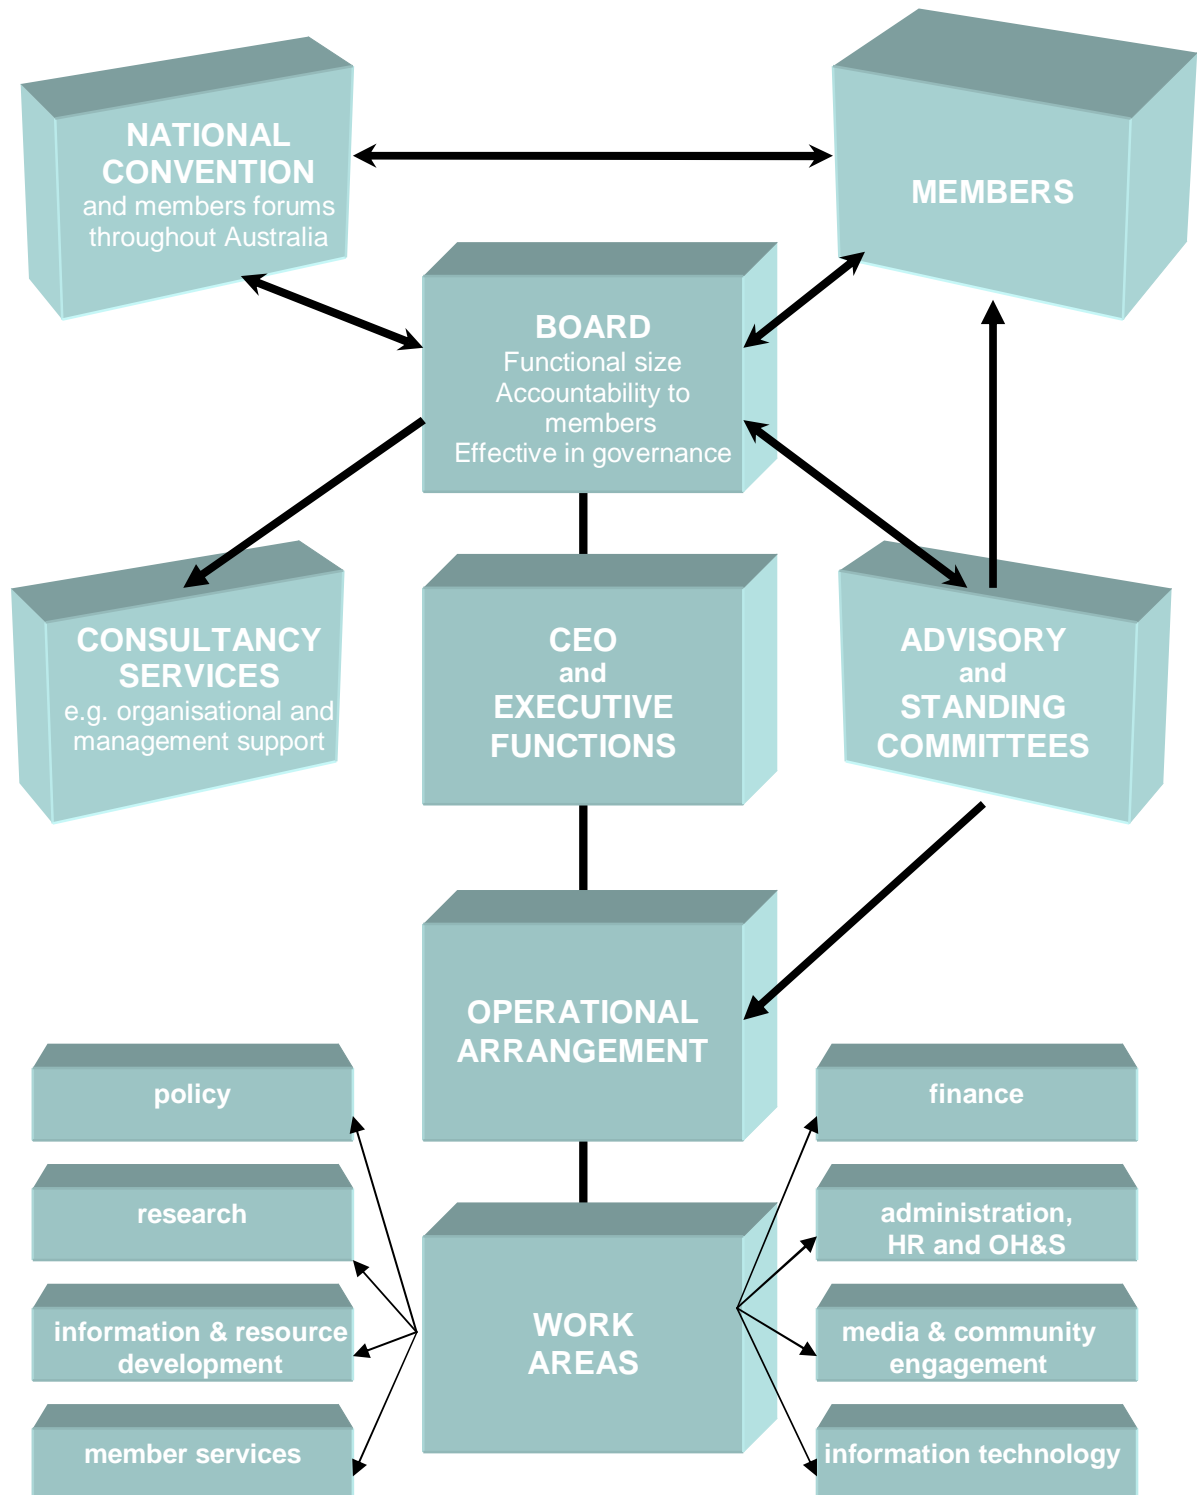 NATIONAL
CONVENTION
and members forums
throughout Australia
MEMBERS
BOARD
Functional size
Accountability to
members
Effective in governance
CONSULTANCY
SERVICES
e.g. organisational and
management support
CEO
and
EXECUTIVE
FUNCTIONS
ADVISORY
and
STANDING
COMMITTEES
OPERATIONAL
ARRANGEMENT
policy
research
information & resource
development
member services
WORK
AREAS
finance
administration,
HR and OH&S
media & community
engagement
information technology